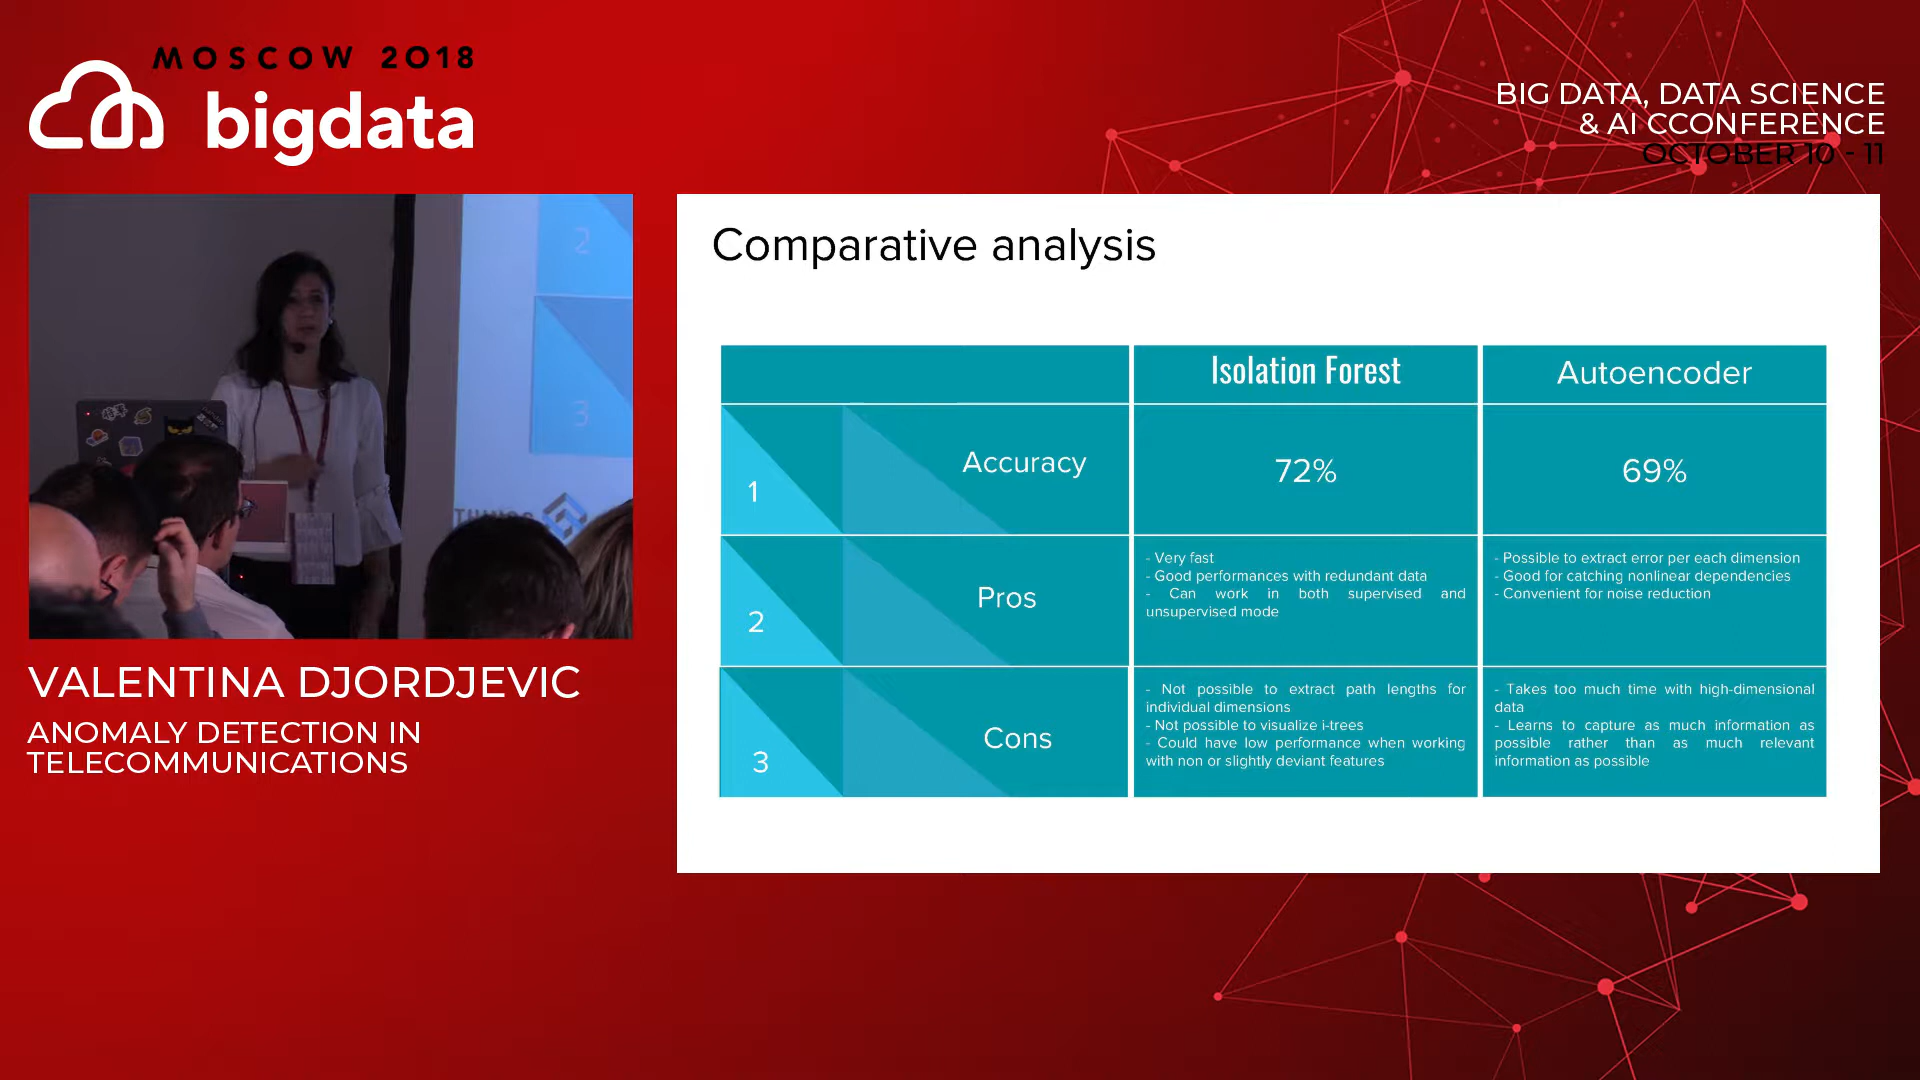 MOSCOW 2018
bigdata
BIG DATA, DATA SCIENCE
& AI CCONFERENCE
OCTOBER 10 - 11
2
3
VALENTINA DJORDJEVIC
ANOMALY DETECTION IN
TELECOMMUNICATIONS
Comparative analysis
Isolation Forest
Autoencoder
1
Accuracy
72%
69%
2
Pros
- Very fast
- Good performances with redundant data
- Can work in both supervised and
unsupervised mode
- Possible to extract error per each dimension
- Good for catching nonlinear dependencies
- Convenient for noise reduction
3
Cons
- Not possible to extract path lengths for
individual dimensions
- Not possible to visualize i-trees
- Could have low performance when working
with non or slightly deviant features
- Takes too much time with high-dimensional
data
- Learns to capture as much information as
possible rather than as much relevant
information as possible